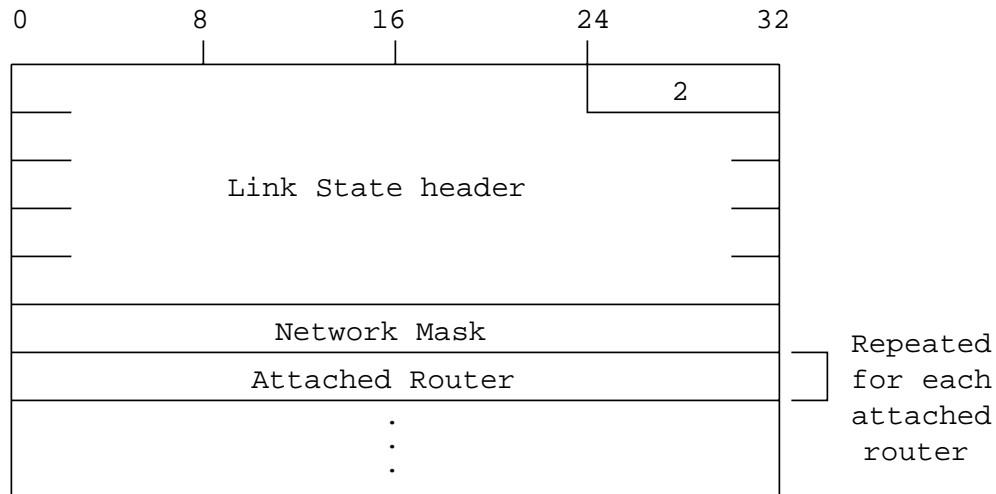 0 8 16 24 32
2
Link State header
Network Mask
Attached Router
.
.
.
Repeated
for each
attached
router